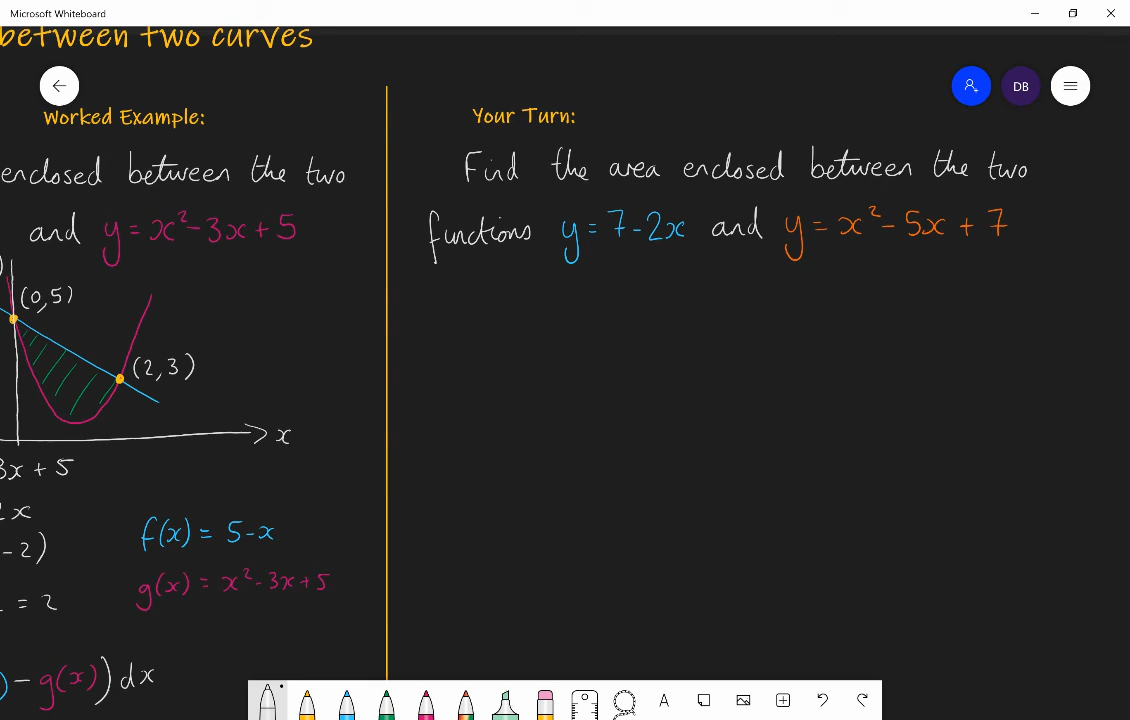 Microsoft Whiteboard
between two curves
DB
Worked Example:
enclosed between the two
and y = x² - 3x + 5
(0,5)
(2,3)
x
3x + 5
2x
- 2)
= 2
f(x) = 5 - x
g(x) = x² - 3x + 5
) - g(x)) dx
Your Turn:
Find the area enclosed between the two
functions y = 7 - 2x and y = x² - 5x + 7
A